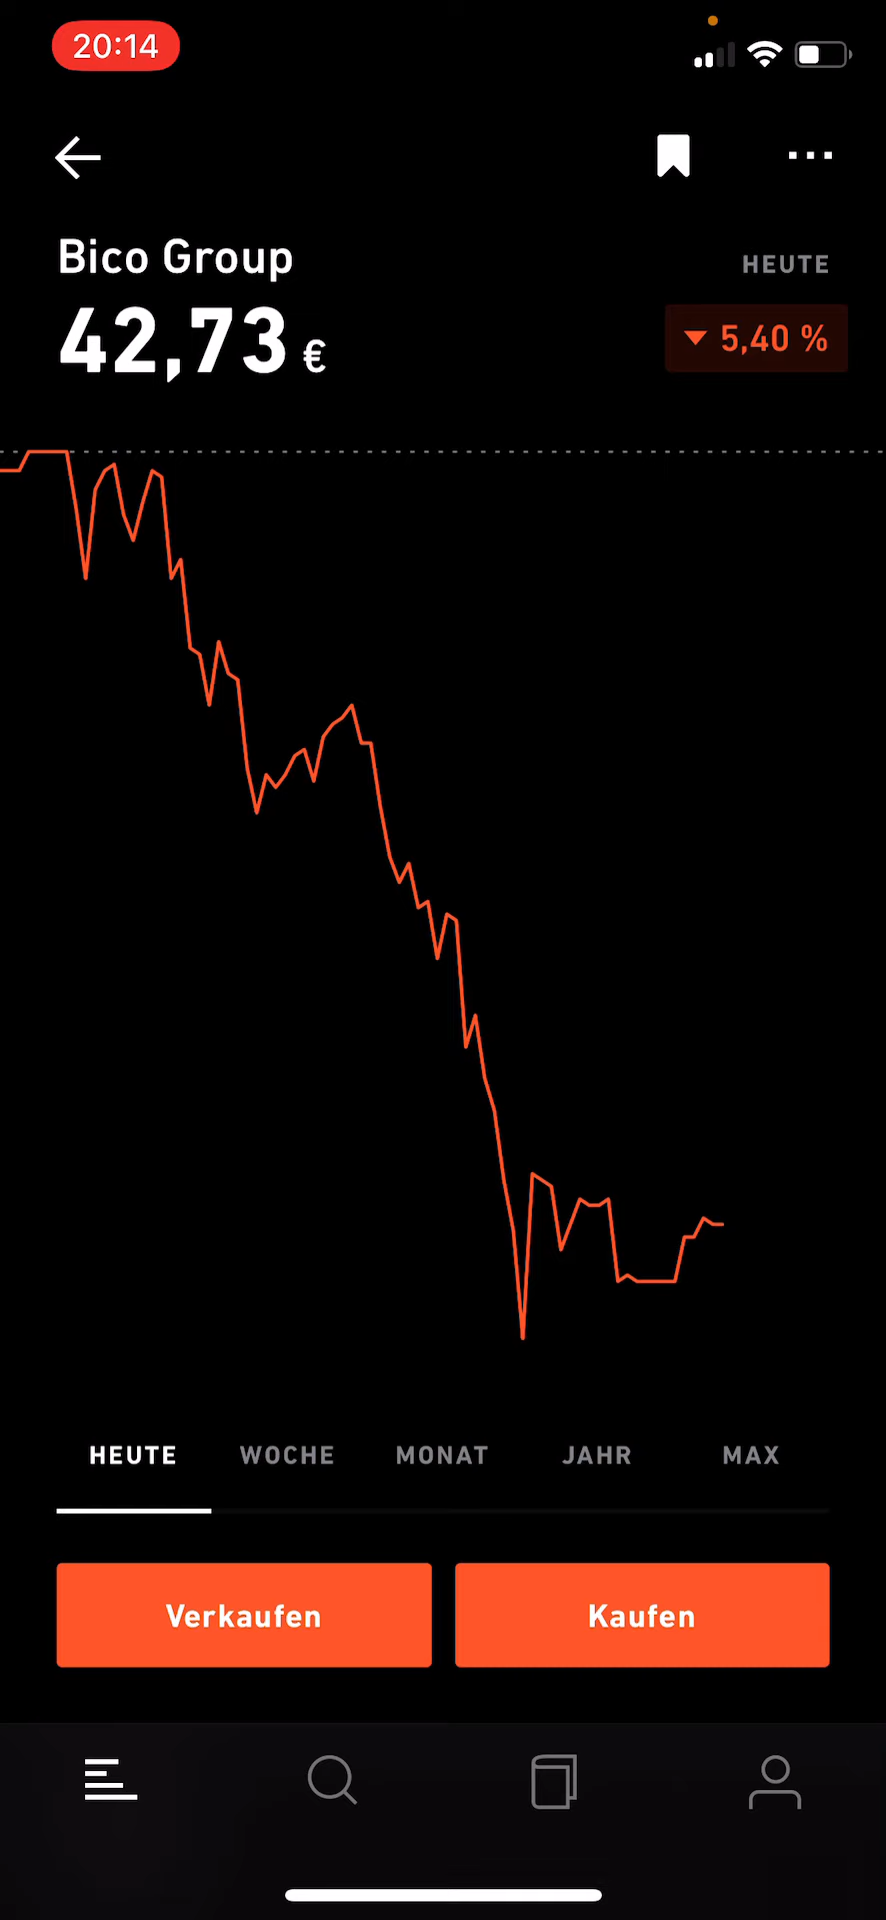 20:14
Bico Group
HEUTE
42,73 €
5,40 %
HEUTE WOCHE MONAT JAHR MAX
Verkaufen Kaufen